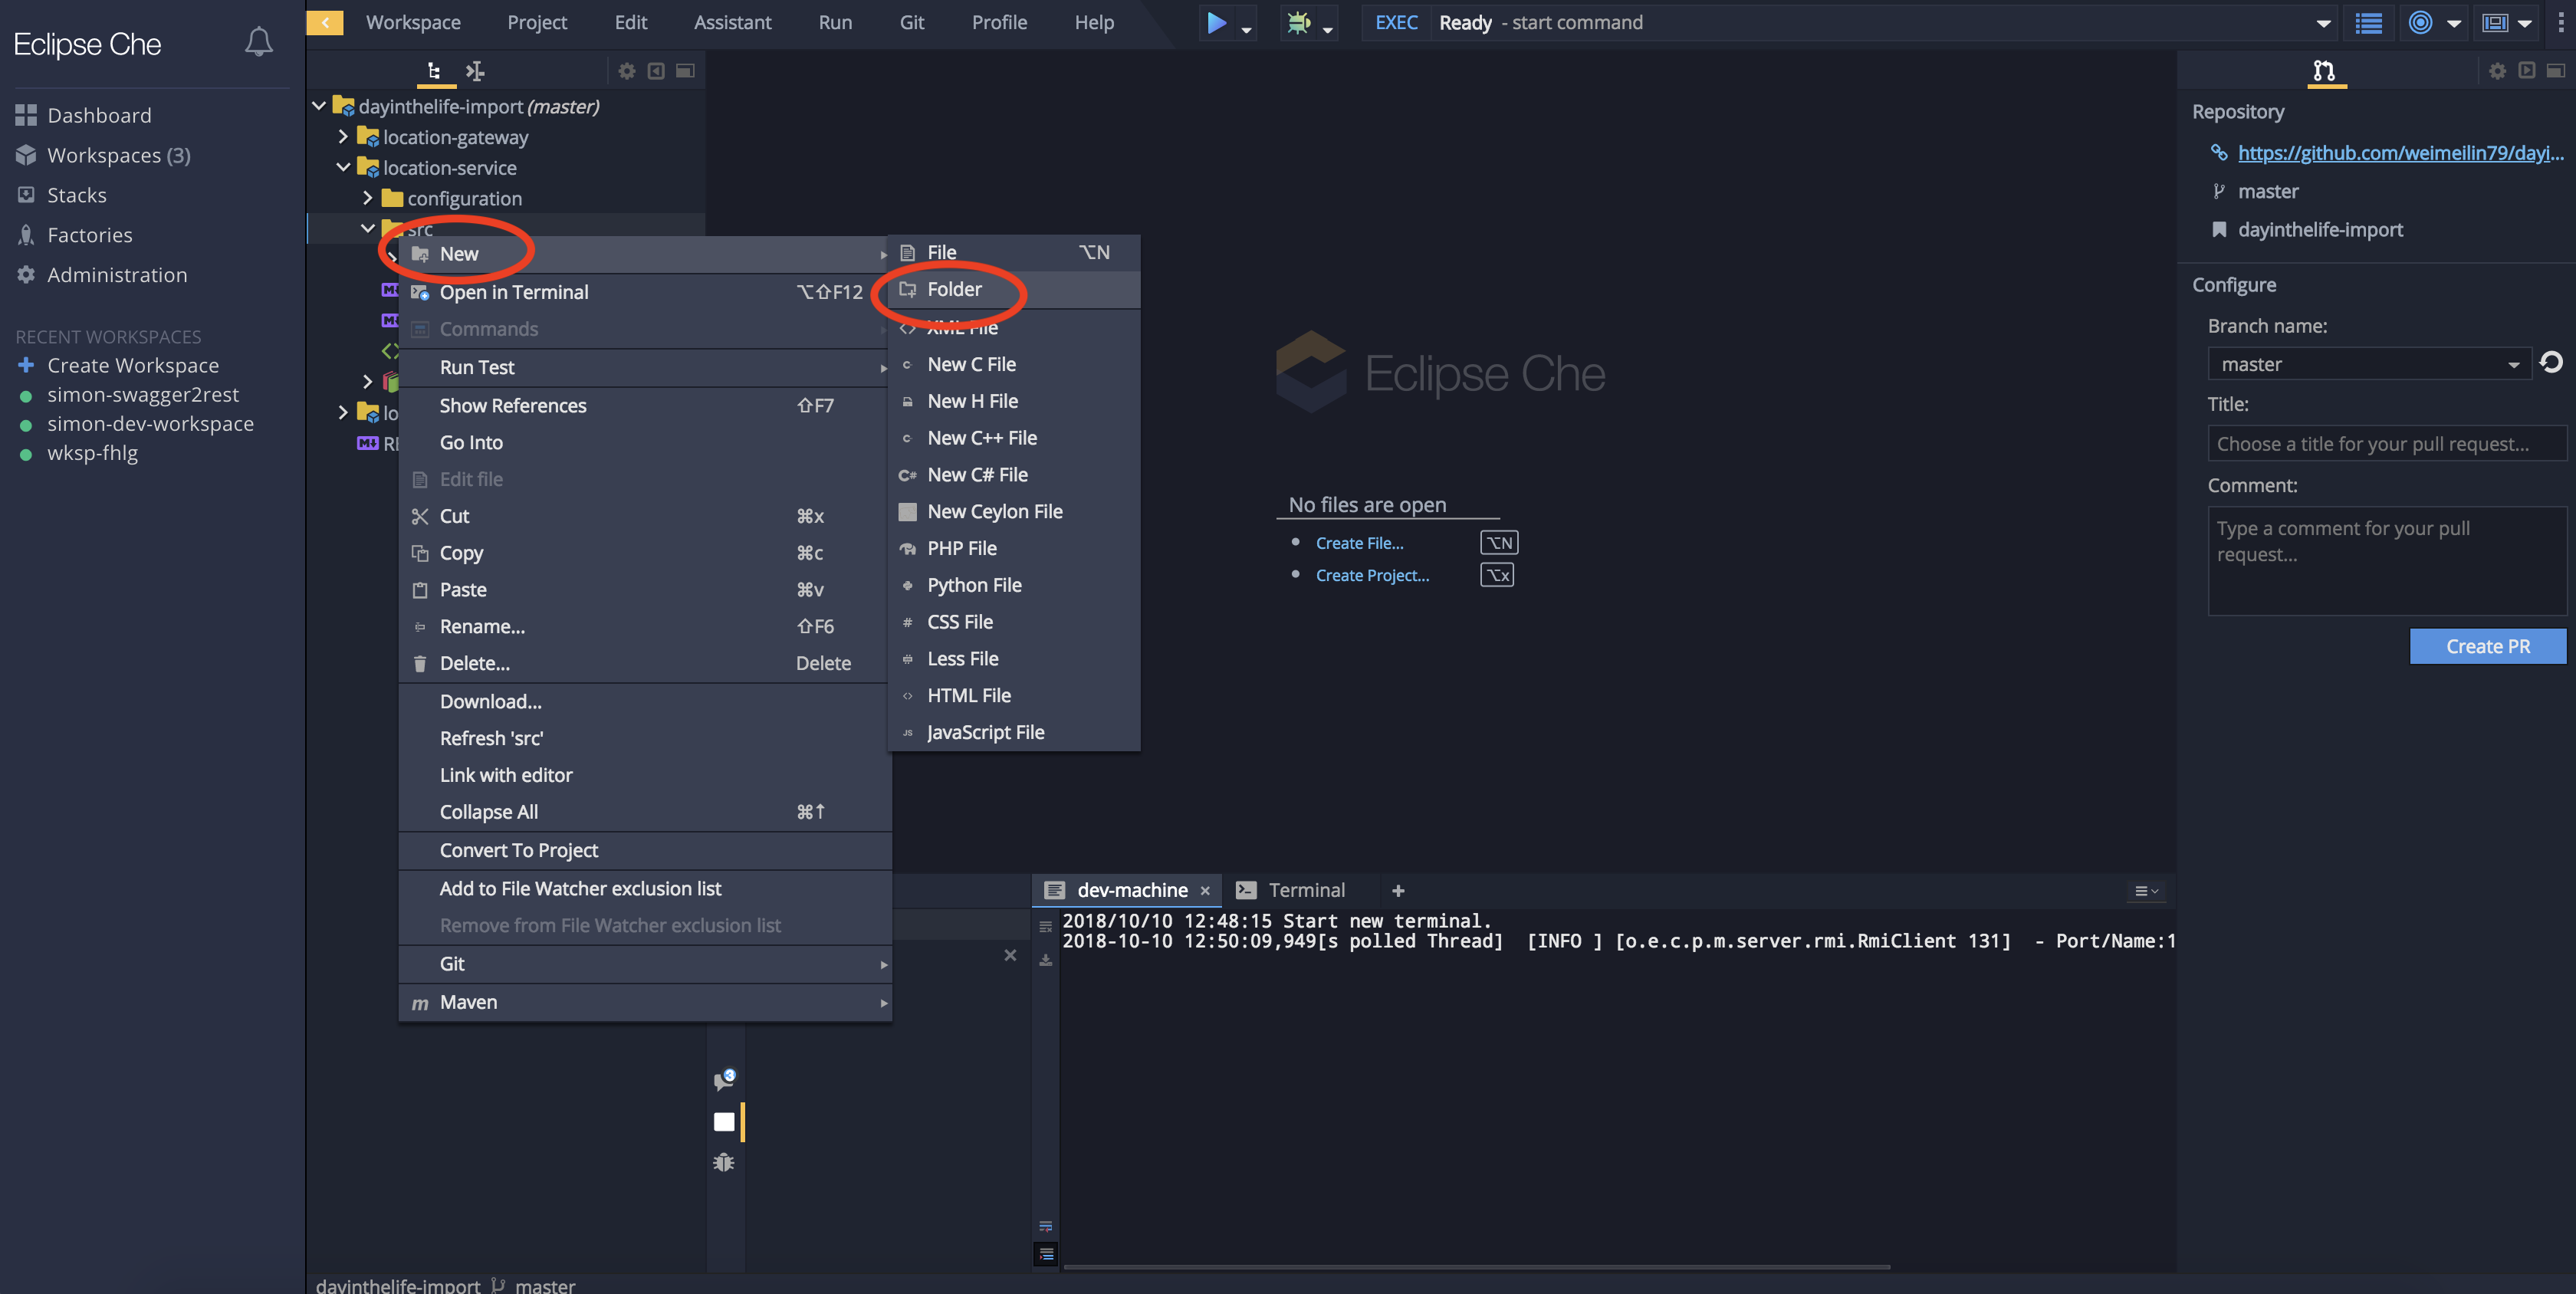 Eclipse Che
Dashboard
Workspaces (3)
Stacks
Factories
Administration
RECENT WORKSPACES
Create Workspace
simon-swagger2rest
simon-dev-workspace
wksp-fhlg
Workspace Project Edit Assistant Run Git Profile Help
EXEC Ready - start command
dayinthelife-import (master)
location-gateway
location-service
configuration
src
lo
RE
New
Open in Terminal ⌥⇧F12
Commands
Run Test
Show References ⇧F7
Go Into
Edit file
Cut ⌘x
Copy ⌘c
Paste ⌘v
Rename... ⇧F6
Delete... Delete
Download...
Refresh 'src'
Link with editor
Collapse All ⌘↑
Convert To Project
Add to File Watcher exclusion list
Remove from File Watcher exclusion list
Git
m Maven
File ⌥N
Folder
XML File
New C File
New H File
New C++ File
C# New C# File
New Ceylon File
PHP File
Python File
# CSS File
Less File
<> HTML File
JS JavaScript File
Eclipse Che
No files are open
Create File... ⌥N
Create Project... ⌥x
dev-machine × Terminal +
2018/10/10 12:48:15 Start new terminal.
2018-10-10 12:50:09,949[s polled Thread] [INFO ] [o.e.c.p.m.server.rmi.RmiClient 131] - Port/Name:1
Repository
https://github.com/weimeilin79/dayi...
master
dayinthelife-import
Configure
Branch name:
master
Title:
Choose a title for your pull request...
Comment:
Type a comment for your pull
request...
Create PR
dayinthelife-import master